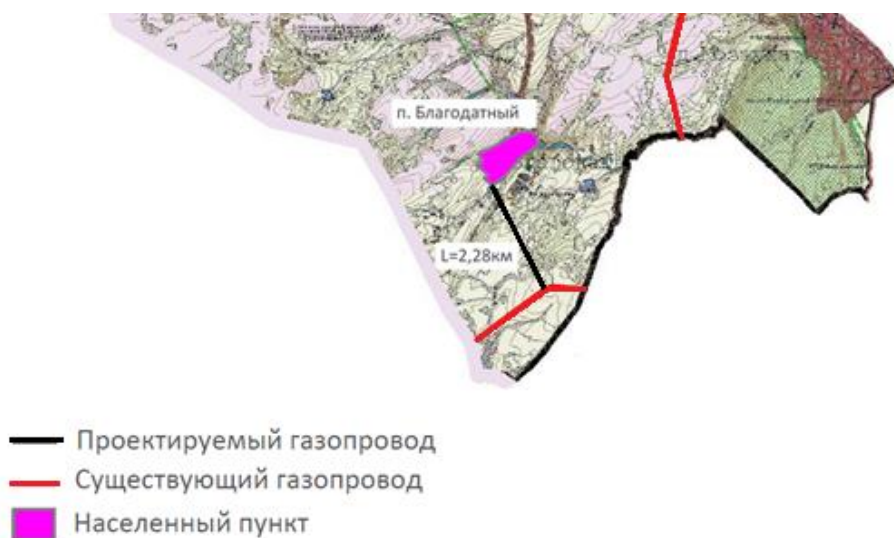 п. Благодатный
L=2,28км
Проектируемый газопровод
Существующий газопровод
Населенный пункт